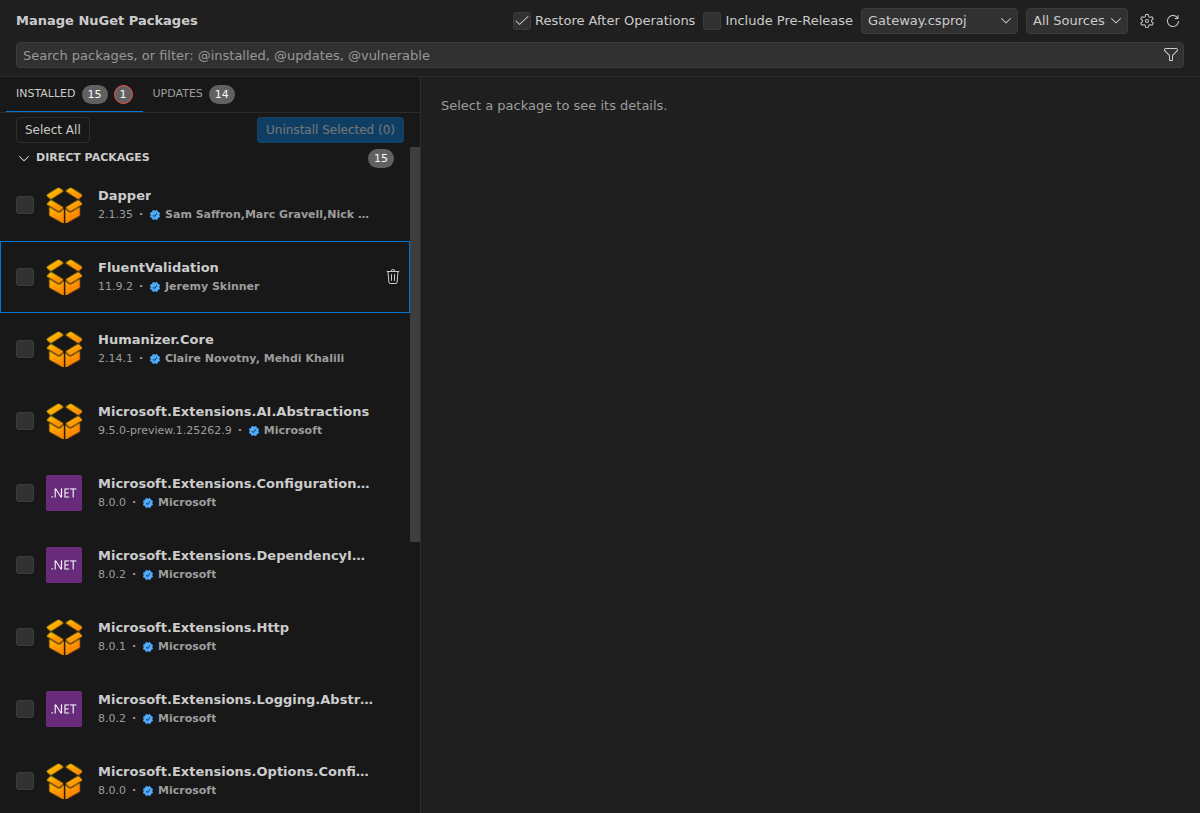 Manage NuGet Packages
Restore After Operations
Include Pre-Release
Gateway.csproj
All Sources
Search packages, or filter: @installed, @updates, @vulnerable
INSTALLED 15 1 UPDATES 14
Select a package to see its details.
Select All
Uninstall Selected (0)
DIRECT PACKAGES 15
Dapper
2.1.35 · Sam Saffron,Marc Gravell,Nick ...
FluentValidation
11.9.2 · Jeremy Skinner
Humanizer.Core
2.14.1 · Claire Novotny, Mehdi Khalili
Microsoft.Extensions.AI.Abstractions
9.5.0-preview.1.25262.9 · Microsoft
.NET
Microsoft.Extensions.Configuration...
8.0.0 · Microsoft
.NET
Microsoft.Extensions.DependencyI...
8.0.2 · Microsoft
Microsoft.Extensions.Http
8.0.1 · Microsoft
.NET
Microsoft.Extensions.Logging.Abstr...
8.0.2 · Microsoft
Microsoft.Extensions.Options.Confi...
8.0.0 · Microsoft